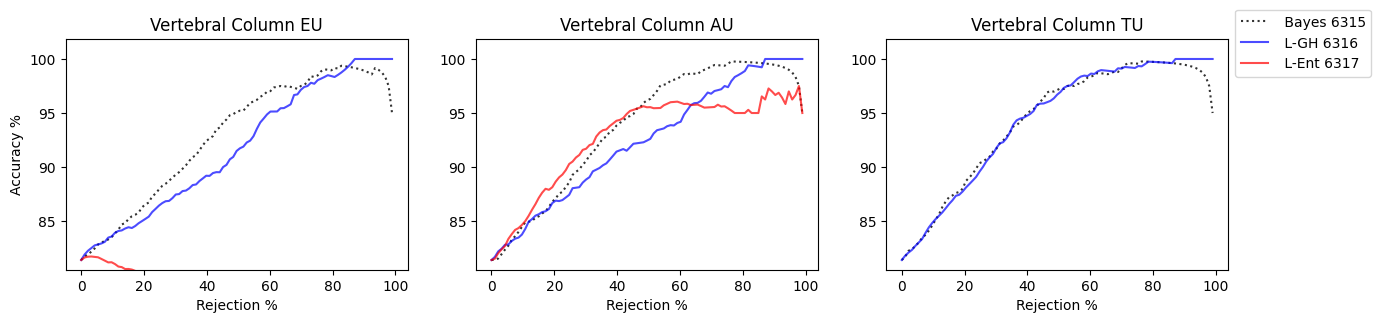 Vertebral Column EU
Vertebral Column AU
Vertebral Column TU
Bayes 6315
L-GH 6316
L-Ent 6317
Accuracy %
100
95
90
85
0 20 40 60 80 100
Rejection %
100
95
90
85
0 20 40 60 80 100
Rejection %
100
95
90
85
0 20 40 60 80 100
Rejection %